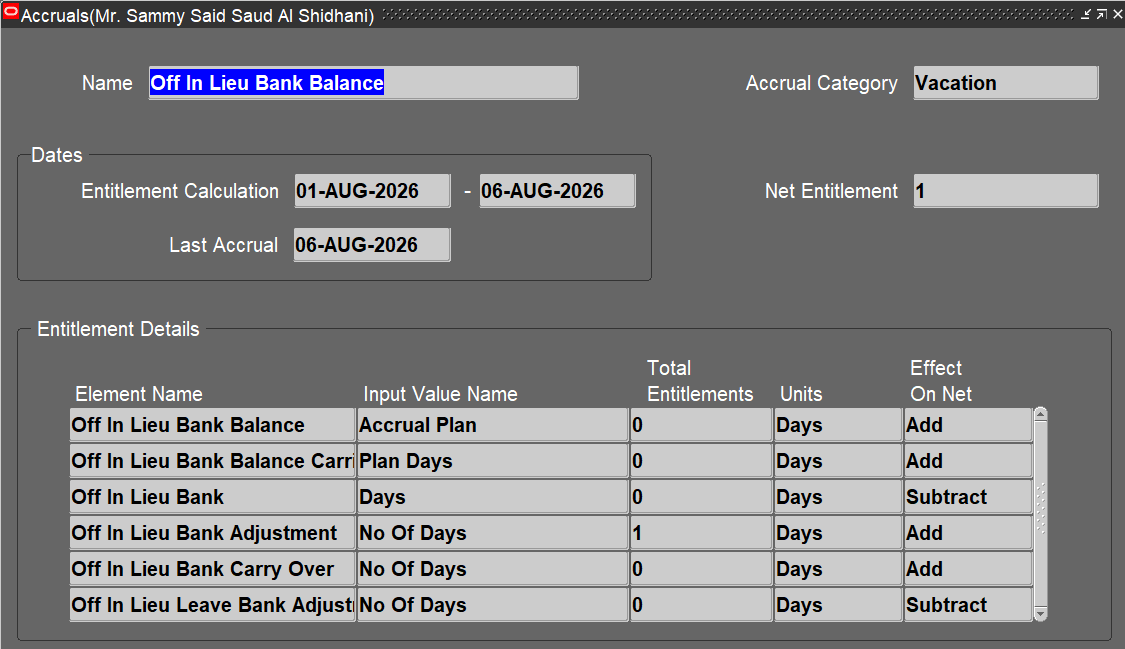 Accruals(Mr. Sammy Said Saud Al Shidhani)
Name Off In Lieu Bank Balance Accrual Category Vacation
Dates
Entitlement Calculation 01-AUG-2026 - 06-AUG-2026 Net Entitlement 1
Last Accrual 06-AUG-2026
Entitlement Details
Total Effect
Element Name Input Value Name Entitlements Units On Net
Off In Lieu Bank Balance Accrual Plan 0 Days Add
Off In Lieu Bank Balance Carri Plan Days 0 Days Add
Off In Lieu Bank Days 0 Days Subtract
Off In Lieu Bank Adjustment No Of Days 1 Days Add
Off In Lieu Bank Carry Over No Of Days 0 Days Add
Off In Lieu Leave Bank Adjust No Of Days 0 Days Subtract